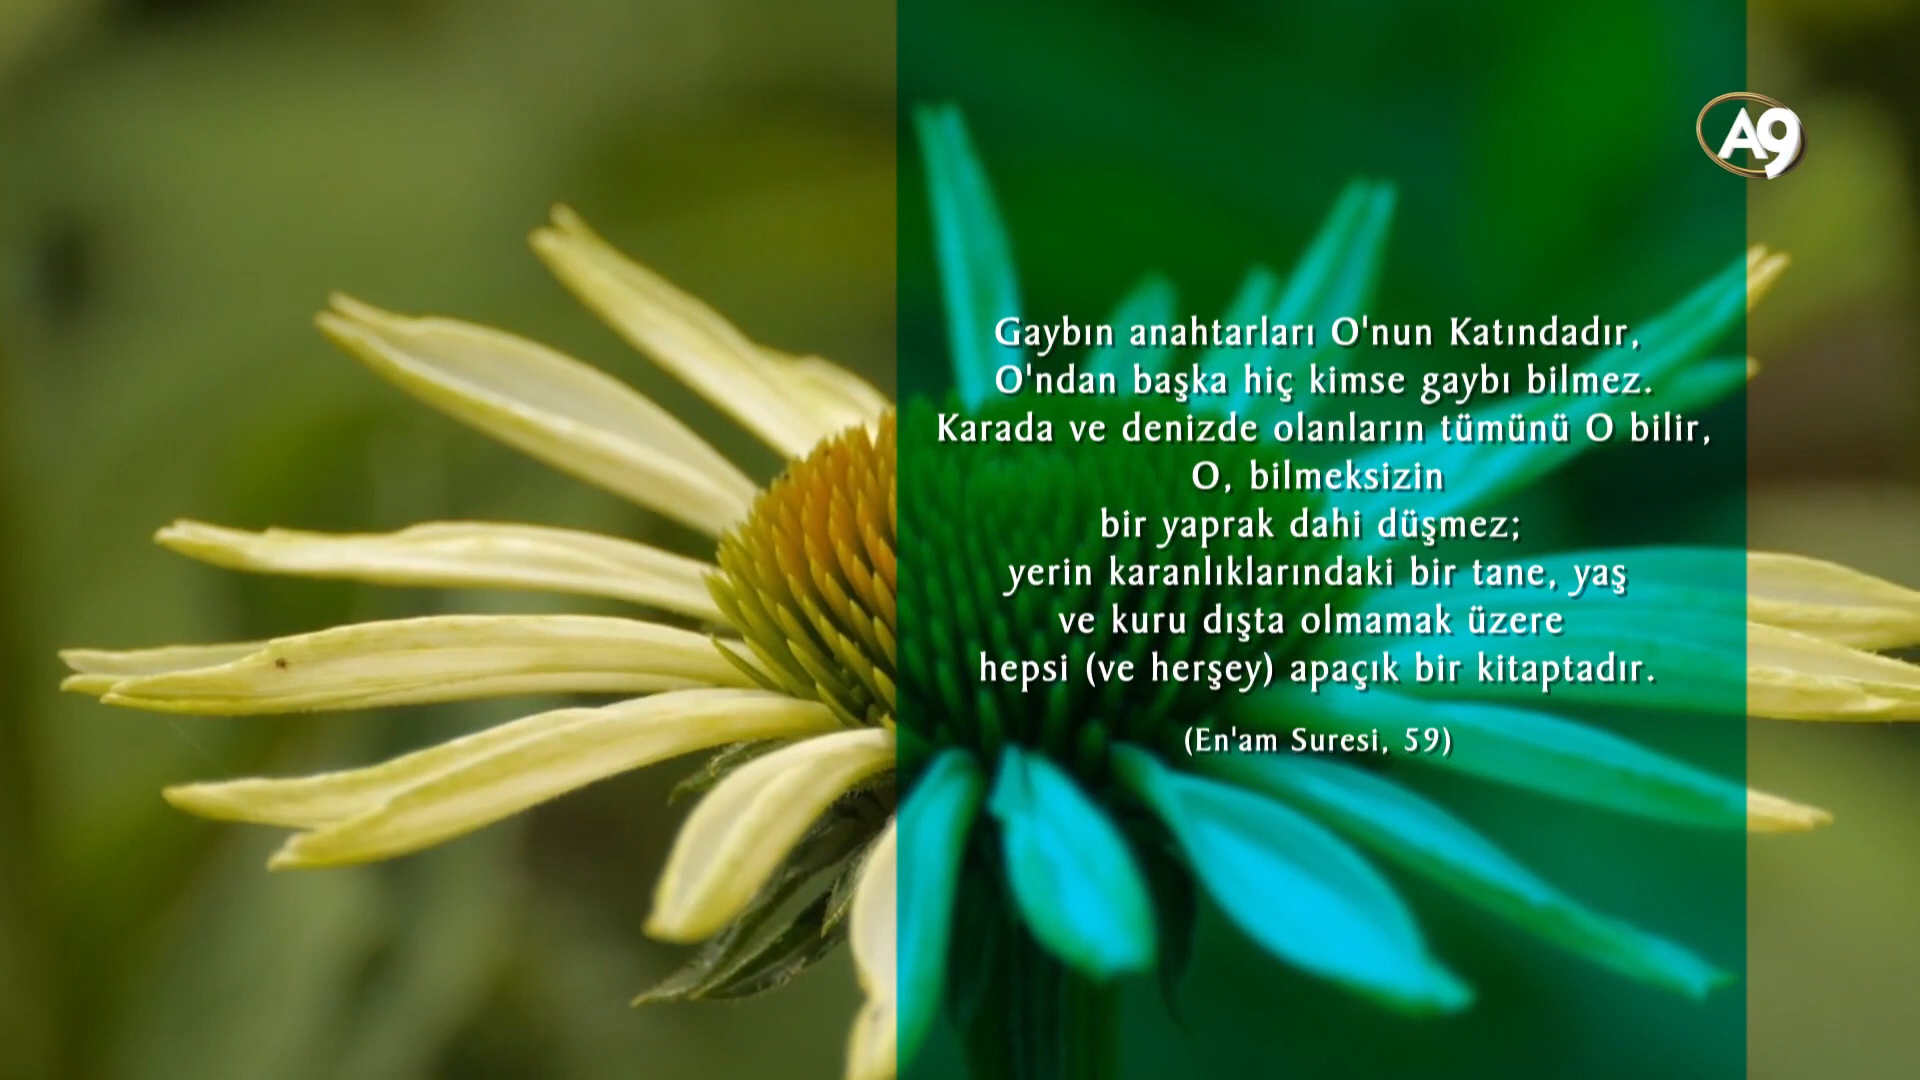 A9
Gaybın anahtarları O'nun Katındadır,
O'ndan başka hiç kimse gaybı bilmez.
Karada ve denizde olanların tümünü O bilir,
O, bilmeksizin
bir yaprak dahi düşmez;
yerin karanlıklarındaki bir tane, yaş
ve kuru dışta olmamak üzere
hepsi (ve herşey) apaçık bir kitaptadır.
(En'am Suresi, 59)